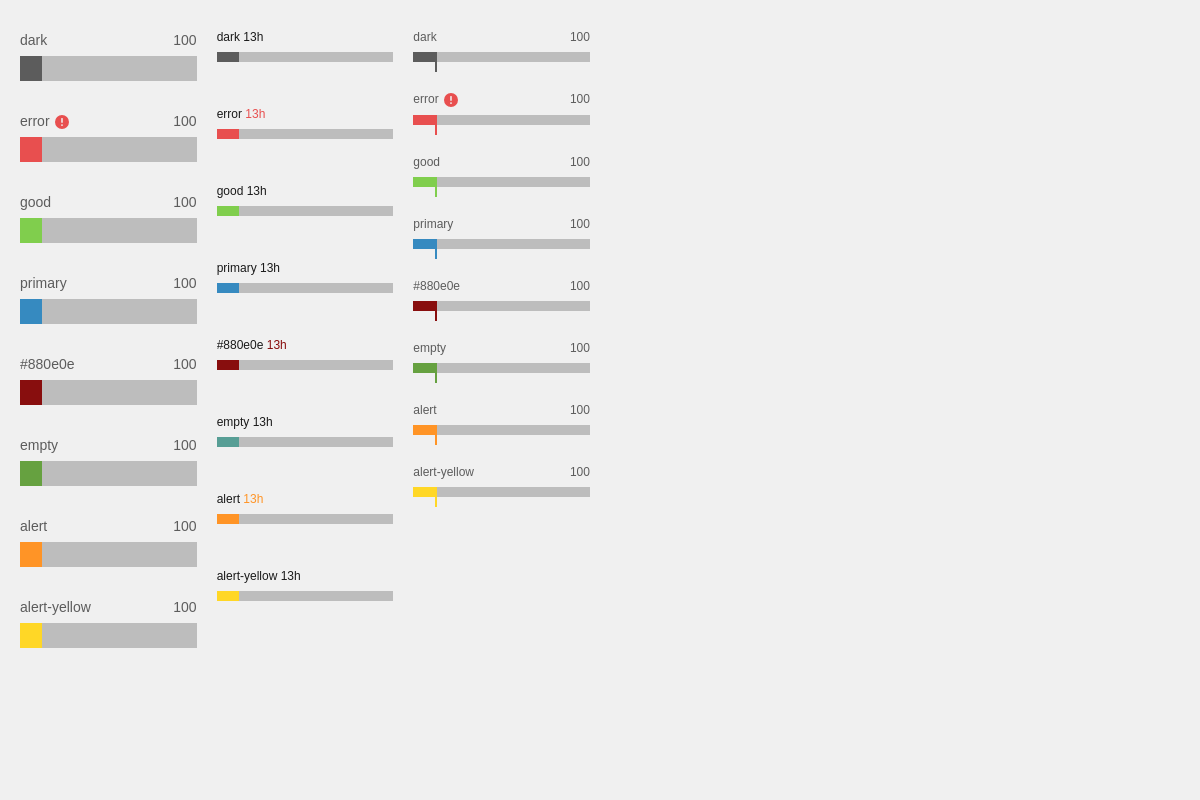 dark 100
error 100
good 100
primary 100
#880e0e 100
empty 100
alert 100
alert-yellow 100
dark 13h
error 13h
good 13h
primary 13h
#880e0e 13h
empty 13h
alert 13h
alert-yellow 13h
dark 100
error 100
good 100
primary 100
#880e0e 100
empty 100
alert 100
alert-yellow 100